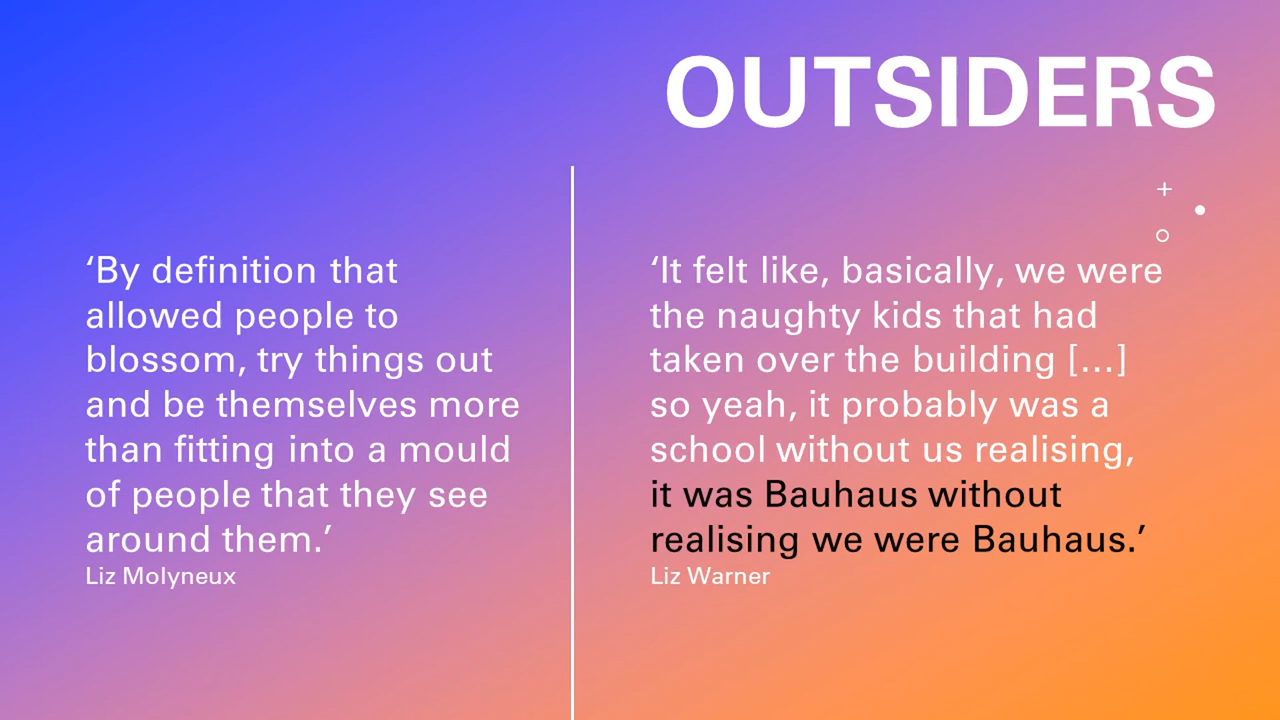 OUTSIDERS
‘By definition that
allowed people to
blossom, try things out
and be themselves more
than fitting into a mould
of people that they see
around them.’
Liz Molyneux
‘It felt like, basically, we were
the naughty kids that had
taken over the building [...]
so yeah, it probably was a
school without us realising,
it was Bauhaus without
realising we were Bauhaus.’
Liz Warner